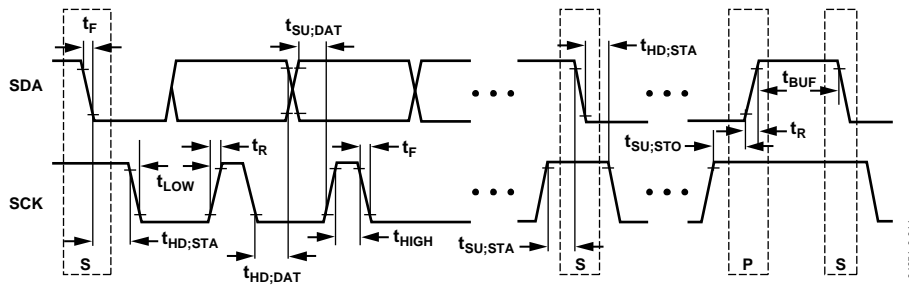 tF
tSU;DAT
tHD;STA
SDA
tBUF
tR
tF
tSU;STO
tR
tLOW
SCK
tHD;STA
tHIGH
tSU;STA
tHD;DAT
S
S
P
S